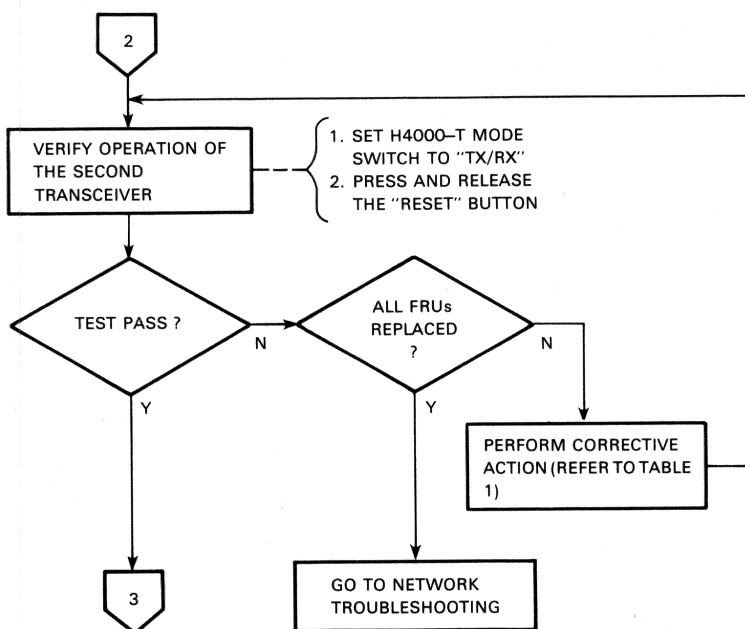 2
VERIFY OPERATION OF
THE SECOND
TRANSCEIVER
1. SET H4000–T MODE
SWITCH TO "TX/RX"
2. PRESS AND RELEASE
THE "RESET" BUTTON
TEST PASS ?
N
Y
ALL FRUs
REPLACED
?
N
Y
PERFORM CORRECTIVE
ACTION (REFER TO TABLE
1)
3
GO TO NETWORK
TROUBLESHOOTING